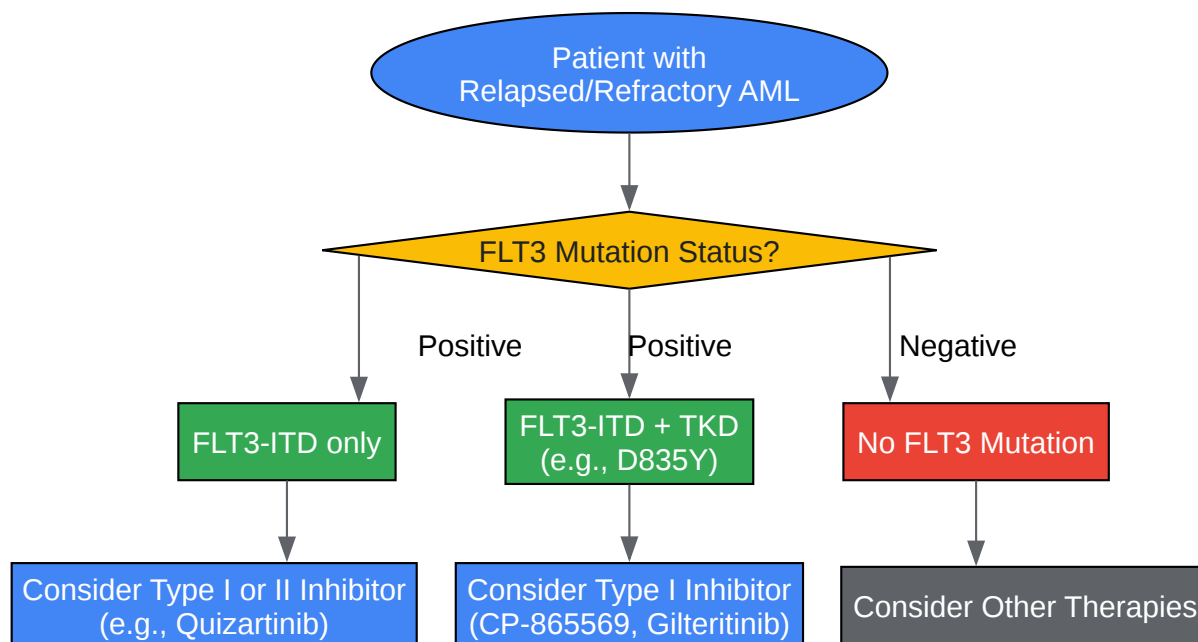 Patient with
Relapsed/Refractory AML
FLT3 Mutation Status?
Positive
Positive
Negative
FLT3-ITD only
FLT3-ITD + TKD
(e.g., D835Y)
No FLT3 Mutation
Consider Type I or II Inhibitor
(e.g., Quizartinib)
Consider Type I Inhibitor
(CP-865569, Gilteritinib)
Consider Other Therapies